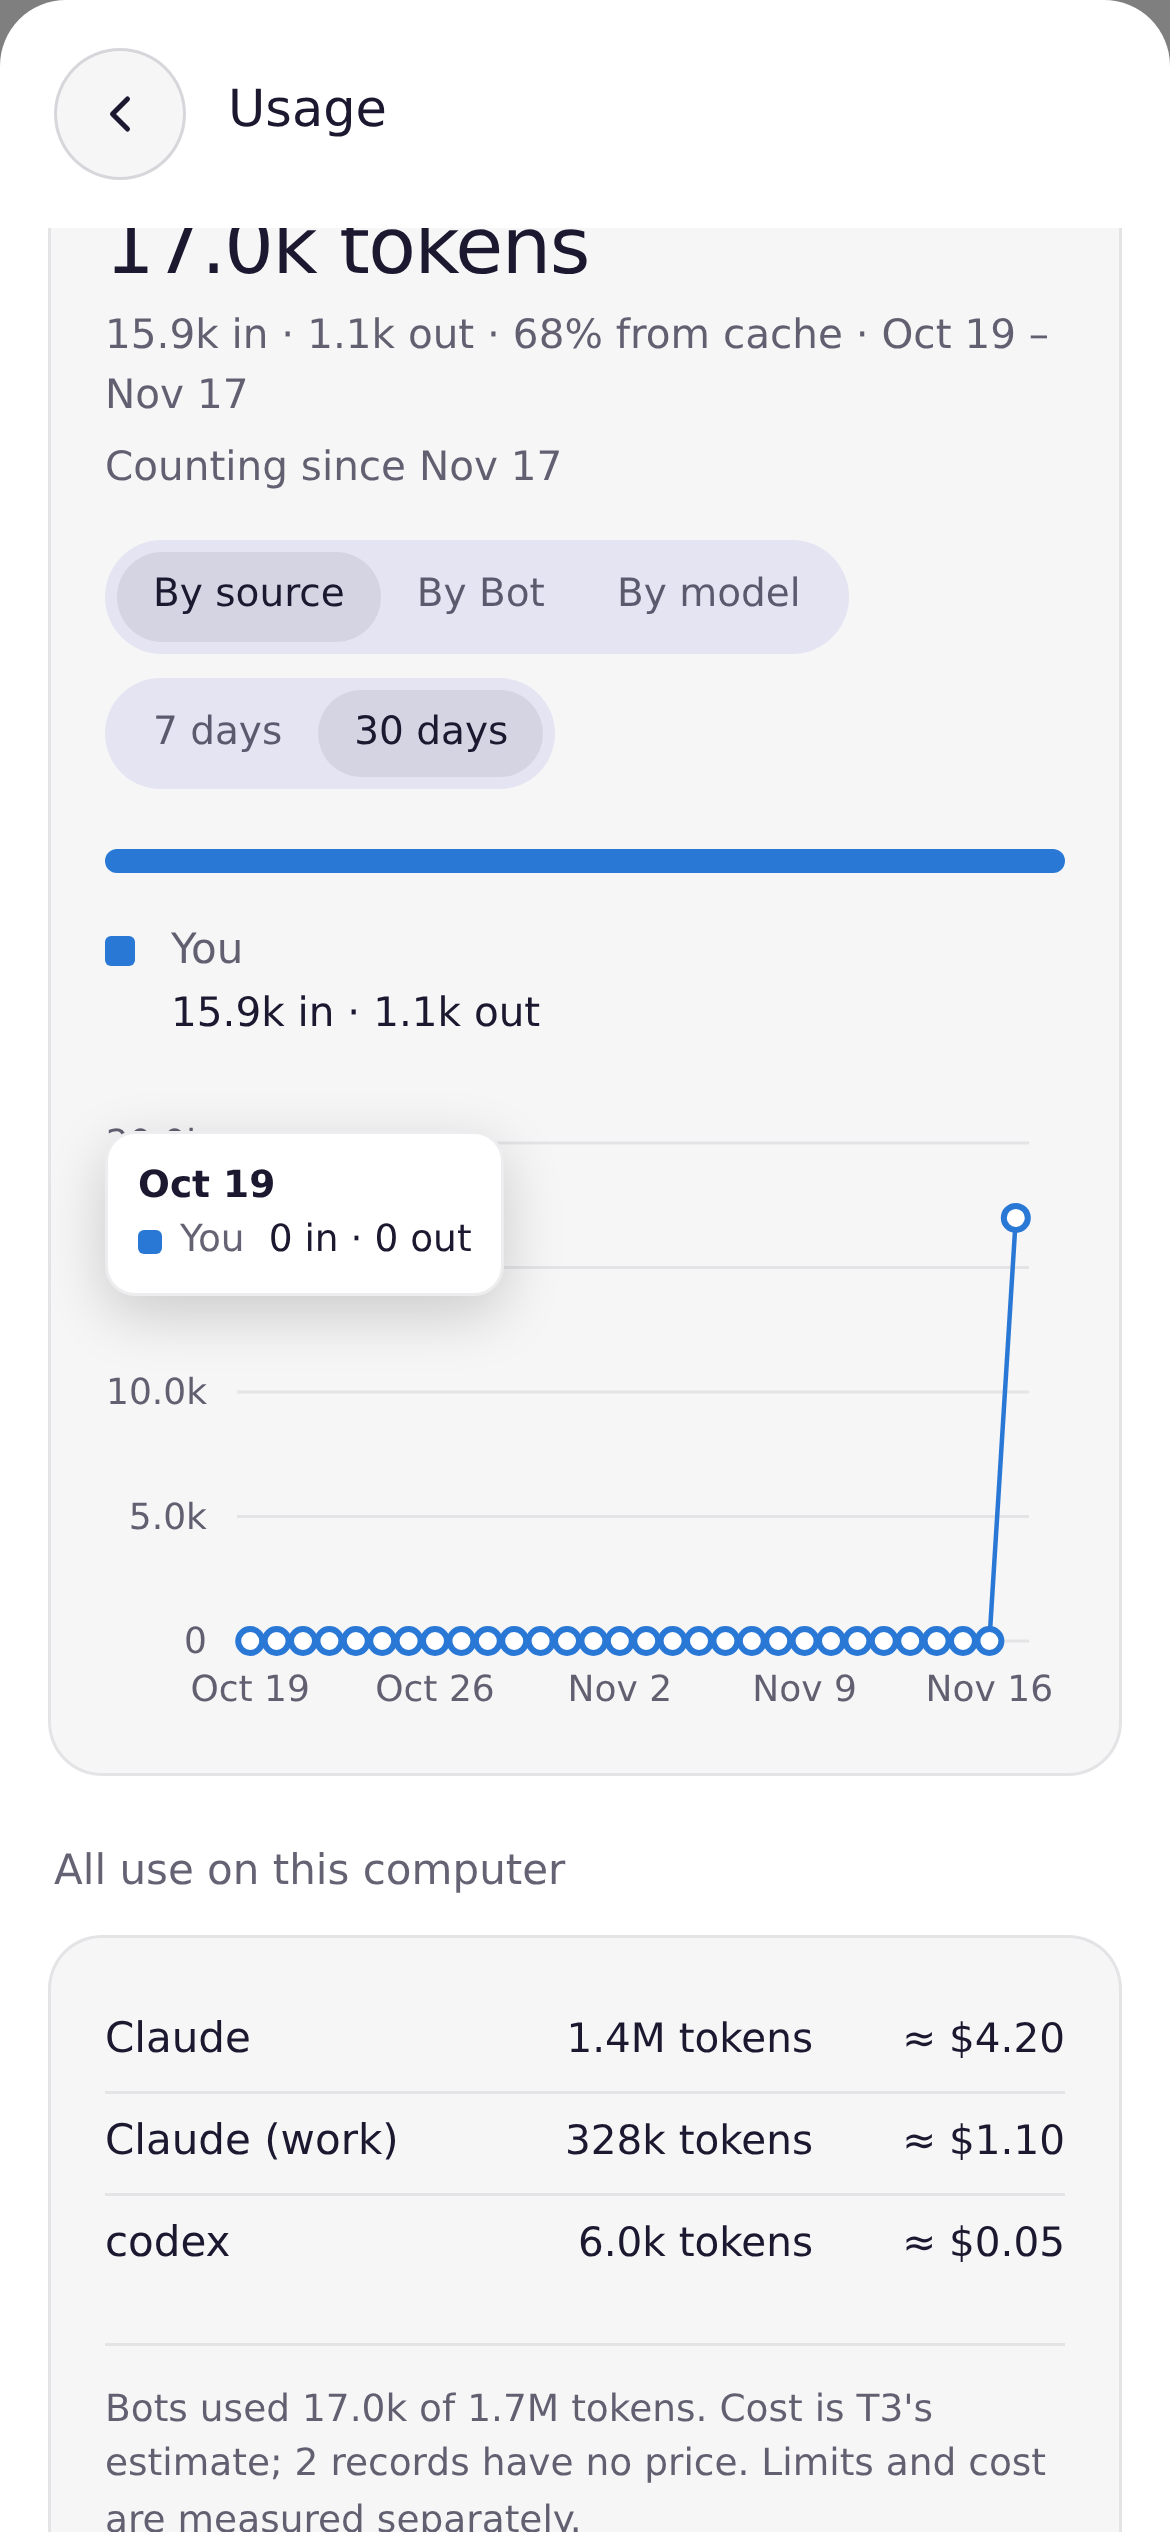 Usage
17.0k tokens
15.9k in · 1.1k out · 68% from cache · Oct 19 –
Nov 17
Counting since Nov 17
By source By Bot By model
7 days 30 days
You
15.9k in · 1.1k out
Oct 19
You 0 in · 0 out
10.0k
5.0k
0
Oct 19 Oct 26 Nov 2 Nov 9 Nov 16
All use on this computer
Claude 1.4M tokens ≈ $4.20
Claude (work) 328k tokens ≈ $1.10
codex 6.0k tokens ≈ $0.05
Bots used 17.0k of 1.7M tokens. Cost is T3's
estimate; 2 records have no price. Limits and cost
are measured separately.